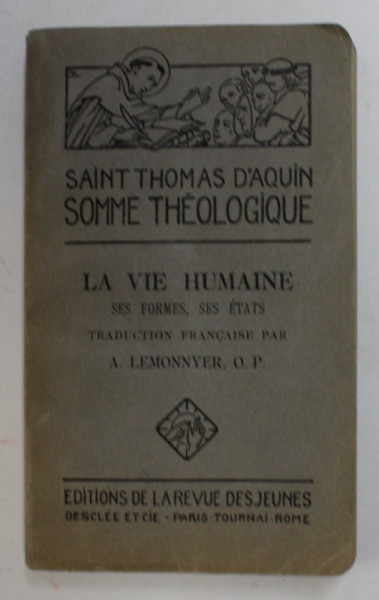 SAINT THOMAS D'AQUIN
SOMME THÉOLOGIQUE
LA VIE HUMAINE
SES FORMES, SES ÉTATS
TRADUCTION FRANÇAISE PAR
A. LEMONNYER, O. P.
EDITIONS DE LA REVUE DES JEUNES
DESCLÉE ET CIE · PARIS · TOURNAI · ROME